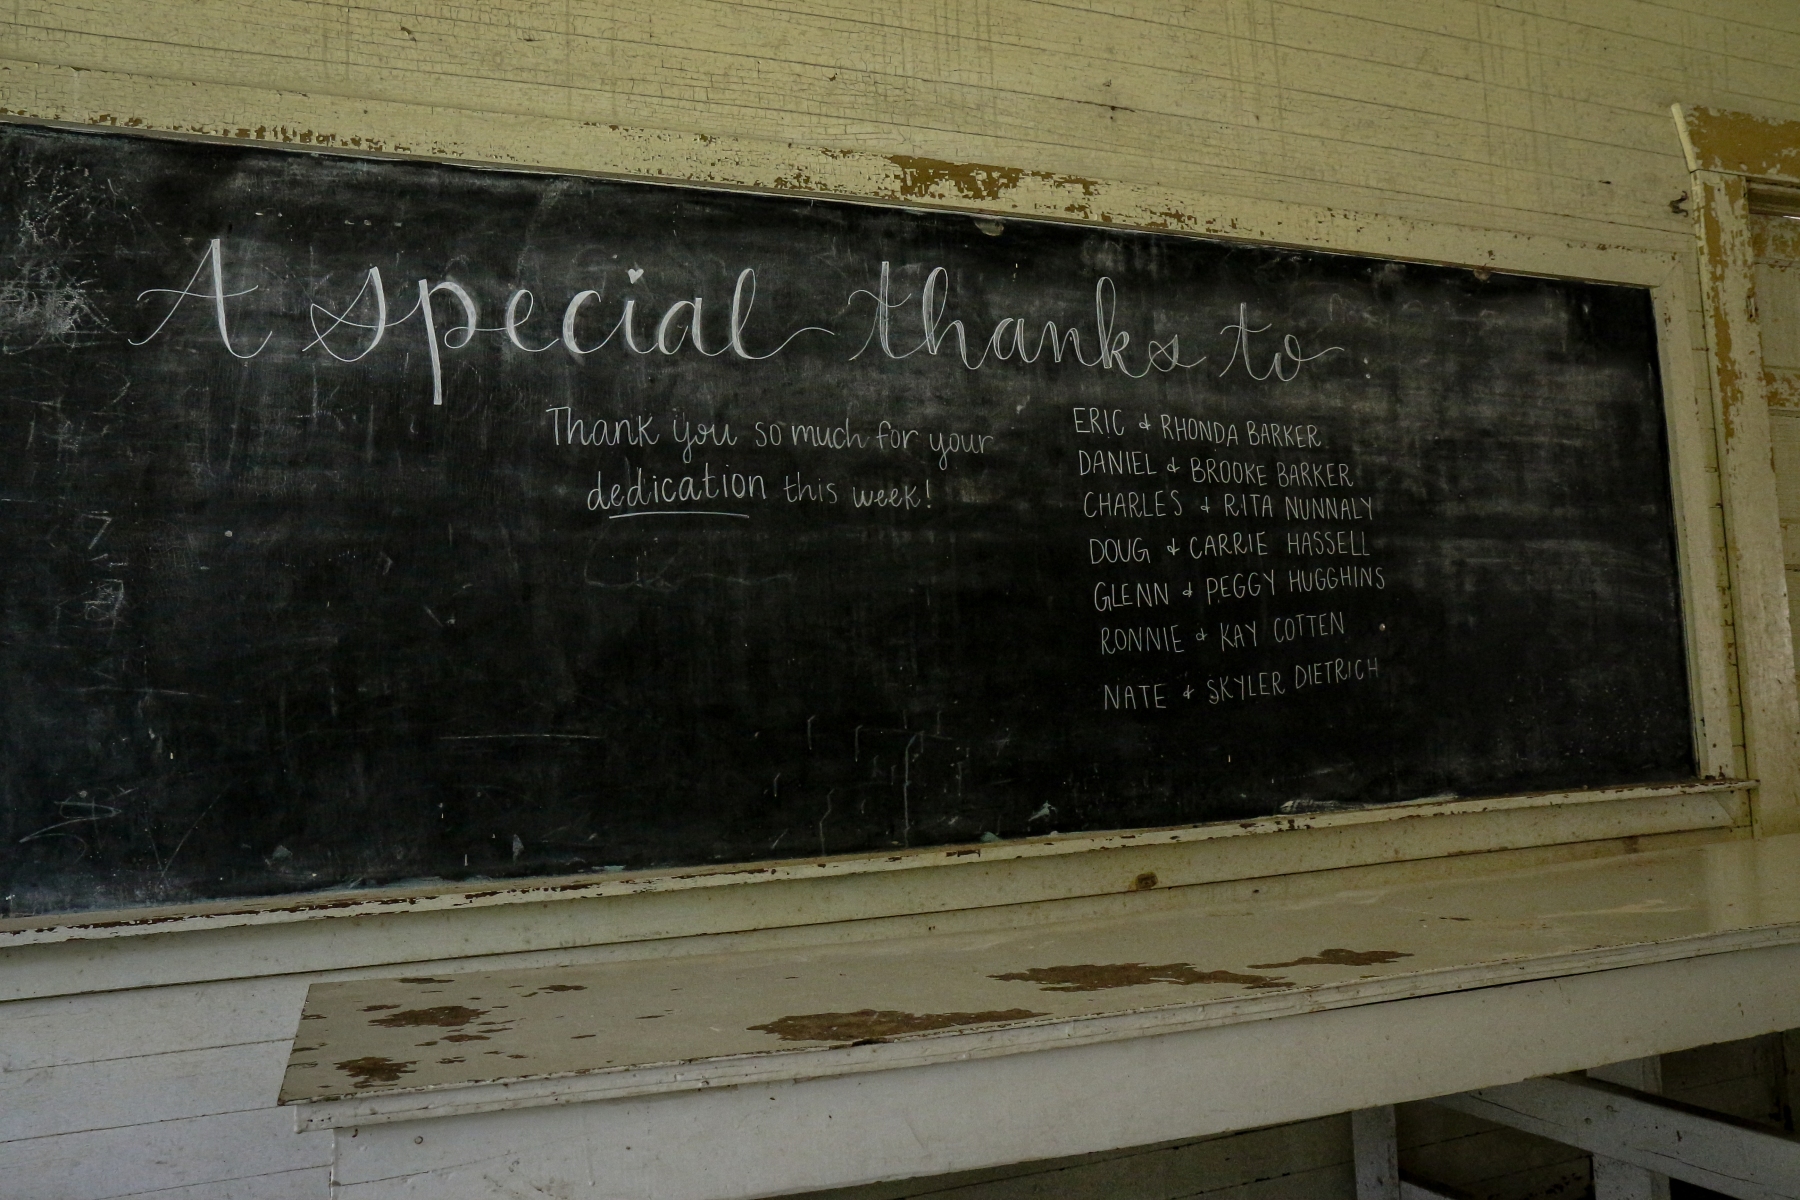 A special thanks to
Thank you so much for your
dedication this week!
ERIC & RHONDA BARKER
DANIEL & BROOKE BARKER
CHARLES & RITA NUNNALY
DOUG & CARRIE HASSELL
GLENN & PEGGY HUGGHINS
RONNIE & KAY COTTEN
NATE & SKYLER DIETRICH